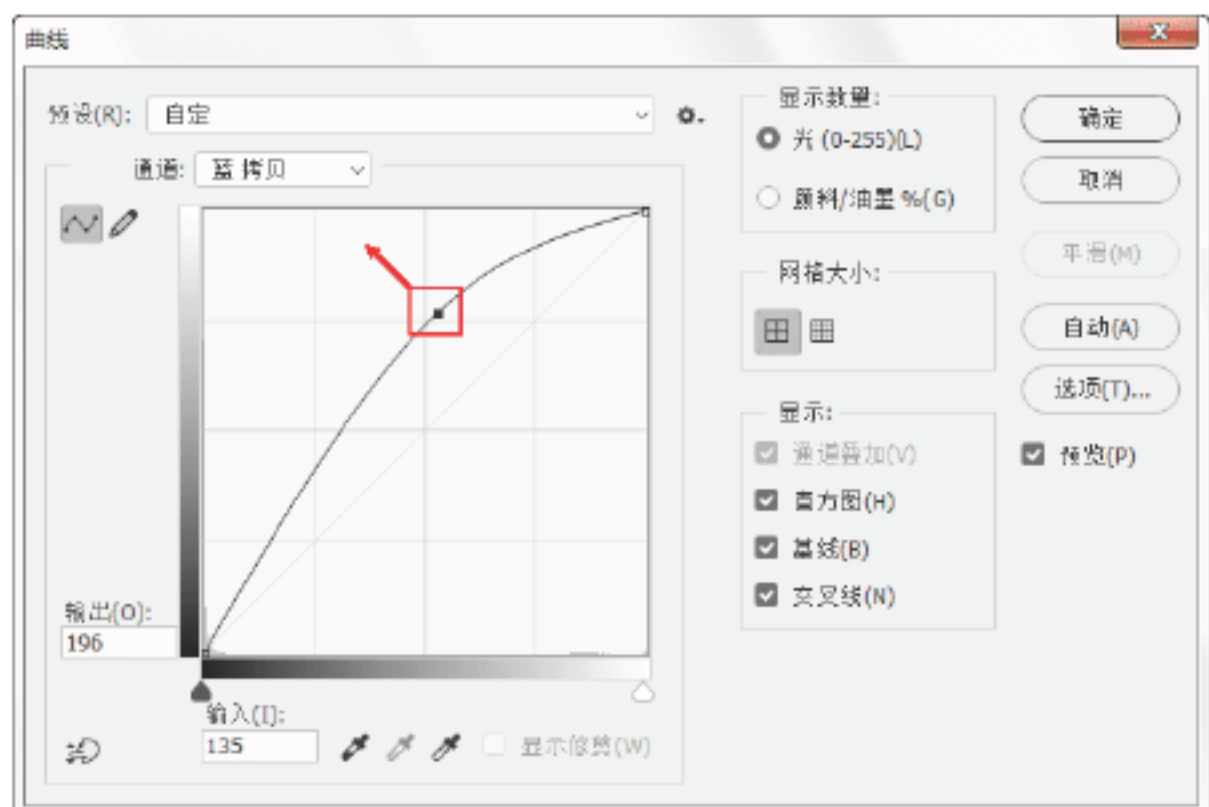 曲线
预设(R): 自定
通道: 蓝 拷贝
输出(O):
196
输入(I):
135
显示修剪(W)
显示数量:
光 (0-255)(L)
颜料/油墨 %(G)
网格大小:
显示:
通道叠加(V)
直方图(H)
基线(B)
交叉线(N)
确定
取消
平滑(M)
自动(A)
选项(T)...
预览(P)